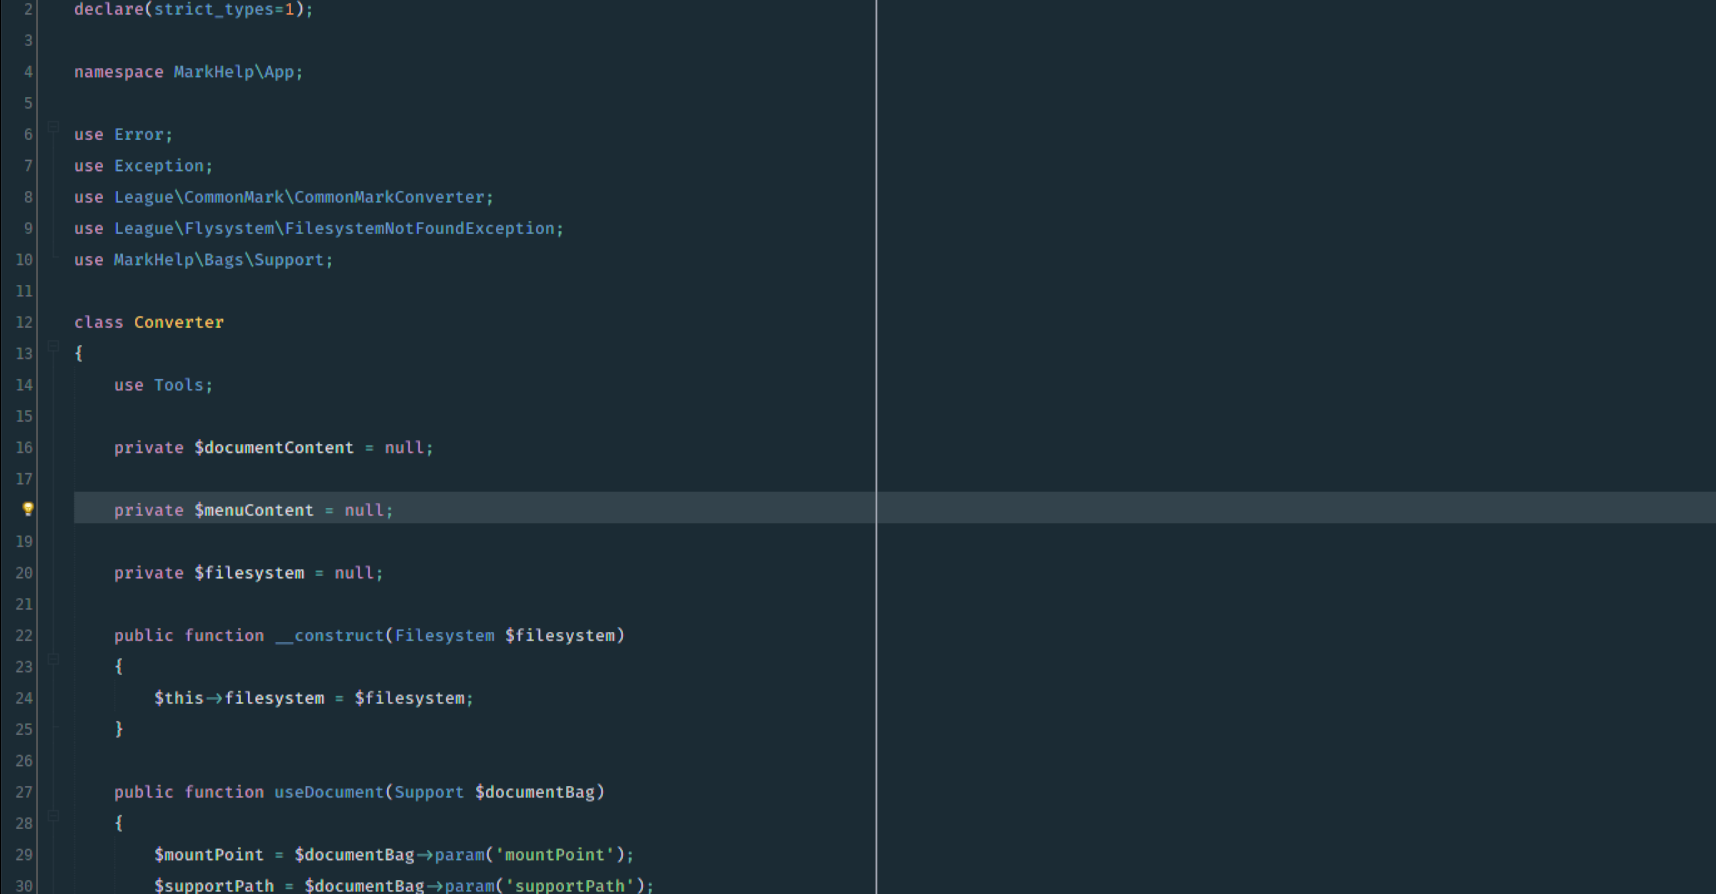 2 declare(strict_types=1);
3
4 namespace MarkHelp\App;
5
6 use Error;
7 use Exception;
8 use League\CommonMark\CommonMarkConverter;
9 use League\Flysystem\FilesystemNotFoundException;
10 use MarkHelp\Bags\Support;
11
12 class Converter
13 {
14     use Tools;
15
16     private $documentContent = null;
17
    private $menuContent = null;
19
20     private $filesystem = null;
21
22     public function __construct(Filesystem $filesystem)
23     {
24         $this→filesystem = $filesystem;
25     }
26
27     public function useDocument(Support $documentBag)
28     {
29         $mountPoint = $documentBag→param('mountPoint');
30         $supportPath = $documentBag→param('supportPath');